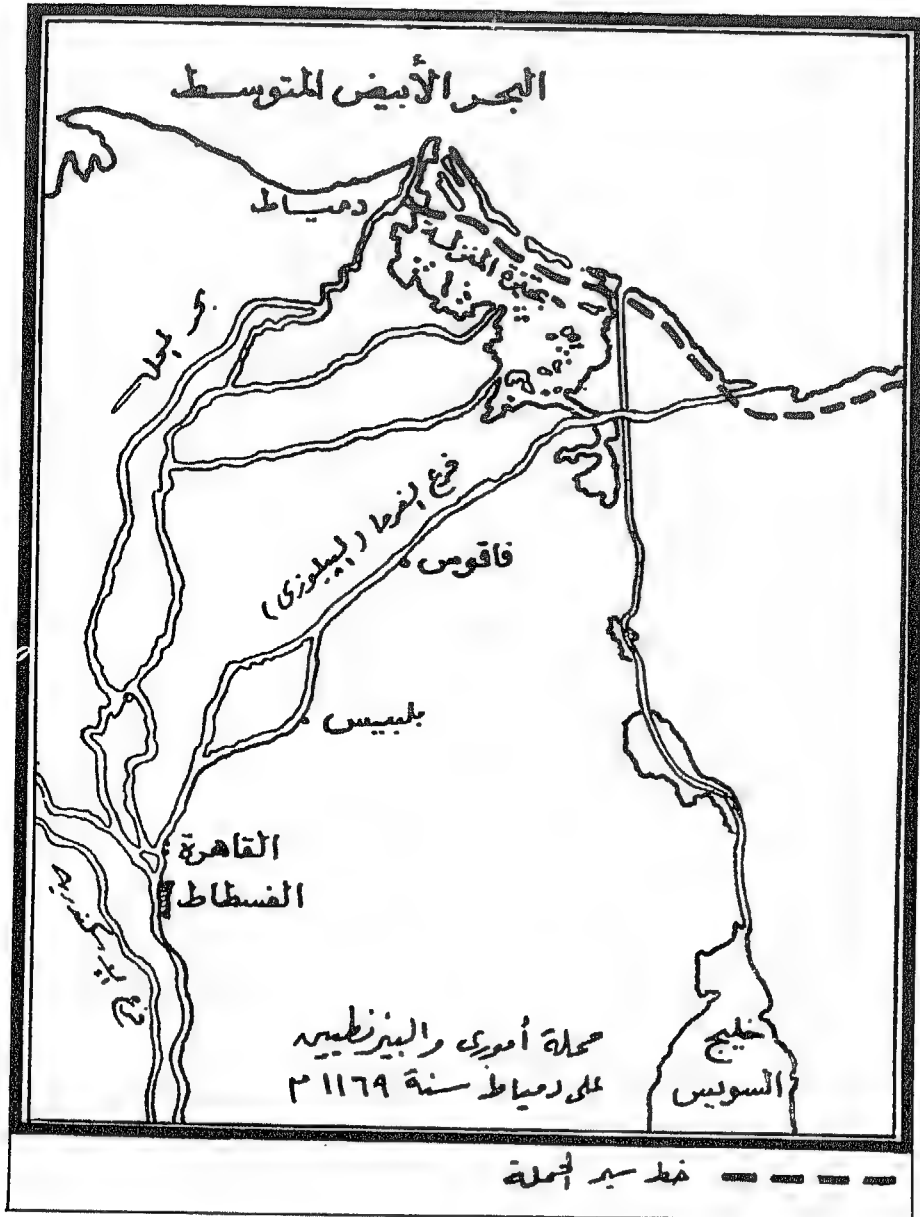 البحر الأبيض المتوسط
دمياط
بحيرة المنزلة
فرع الفرما (البيلوزى)
فاقوس
بلبيس
القاهرة
الفسطاط
خليج
السويس
حملة أمورى والبيزنطيين
على دمياط سنة ١١٦٩ م
خط سير الحملة